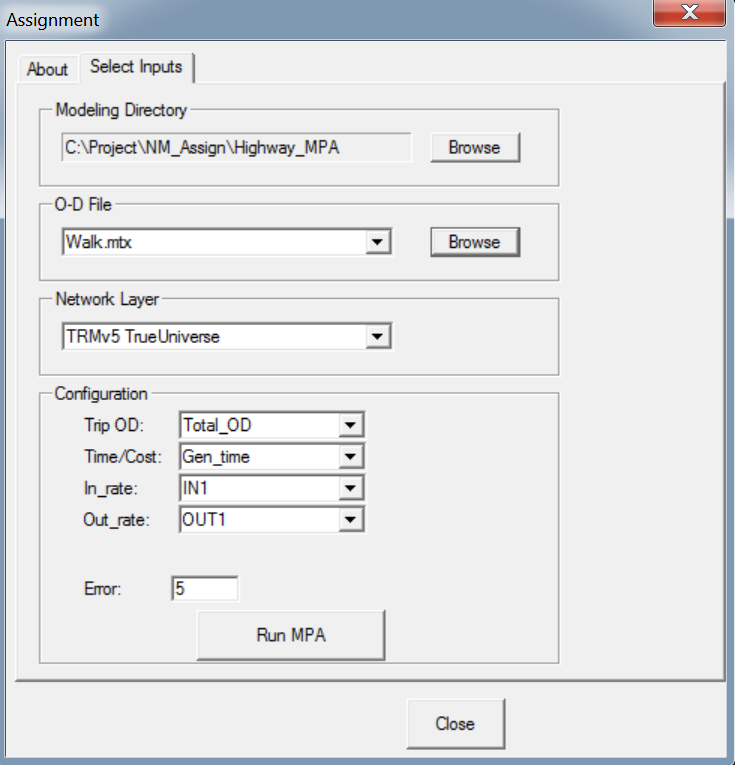 Assignment
About Select Inputs
Modeling Directory
C:\Project\NM_Assign\Highway_MPA Browse
O-D File
Walk.mtx Browse
Network Layer
TRMv5 TrueUniverse
Configuration
Trip OD: Total_OD
Time/Cost: Gen_time
In_rate: IN1
Out_rate: OUT1
Error: 5
Run MPA
Close